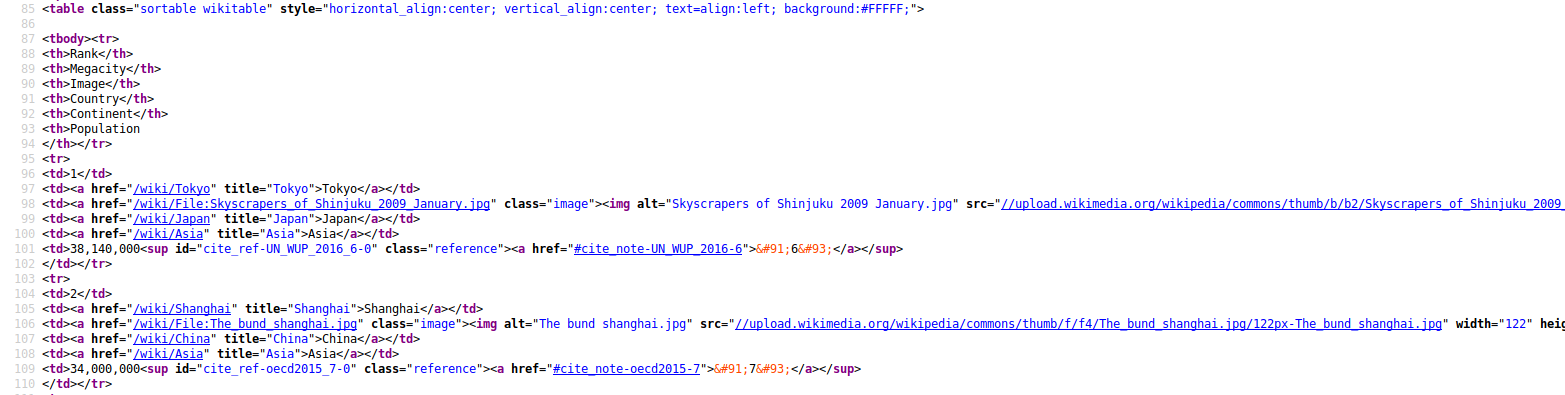 85 <table class="sortable wikitable" style="horizontal_align:center; vertical_align:center; text=align:left; background:#FFFFF;">
86
87 <tbody><tr>
88 <th>Rank</th>
89 <th>Megacity</th>
90 <th>Image</th>
91 <th>Country</th>
92 <th>Continent</th>
93 <th>Population
94 </th></tr>
95 <tr>
96 <td>1</td>
97 <td><a href="/wiki/Tokyo" title="Tokyo">Tokyo</a></td>
98 <td><a href="/wiki/File:Skyscrapers_of_Shinjuku_2009_January.jpg" class="image"><img alt="Skyscrapers of Shinjuku 2009 January.jpg" src="//upload.wikimedia.org/wikipedia/commons/thumb/b/b2/Skyscrapers_of_Shinjuku_2009_
99 <td><a href="/wiki/Japan" title="Japan">Japan</a></td>
100 <td><a href="/wiki/Asia" title="Asia">Asia</a></td>
101 <td>38,140,000<sup id="cite_ref-UN_WUP_2016_6-0" class="reference"><a href="#cite_note-UN_WUP_2016-6">&#91;6&#93;</a></sup>
102 </td></tr>
103 <tr>
104 <td>2</td>
105 <td><a href="/wiki/Shanghai" title="Shanghai">Shanghai</a></td>
106 <td><a href="/wiki/File:The_bund_shanghai.jpg" class="image"><img alt="The bund shanghai.jpg" src="//upload.wikimedia.org/wikipedia/commons/thumb/f/f4/The_bund_shanghai.jpg/122px-The_bund_shanghai.jpg" width="122" heig
107 <td><a href="/wiki/China" title="China">China</a></td>
108 <td><a href="/wiki/Asia" title="Asia">Asia</a></td>
109 <td>34,000,000<sup id="cite_ref-oecd2015_7-0" class="reference"><a href="#cite_note-oecd2015-7">&#91;7&#93;</a></sup>
110 </td></tr>